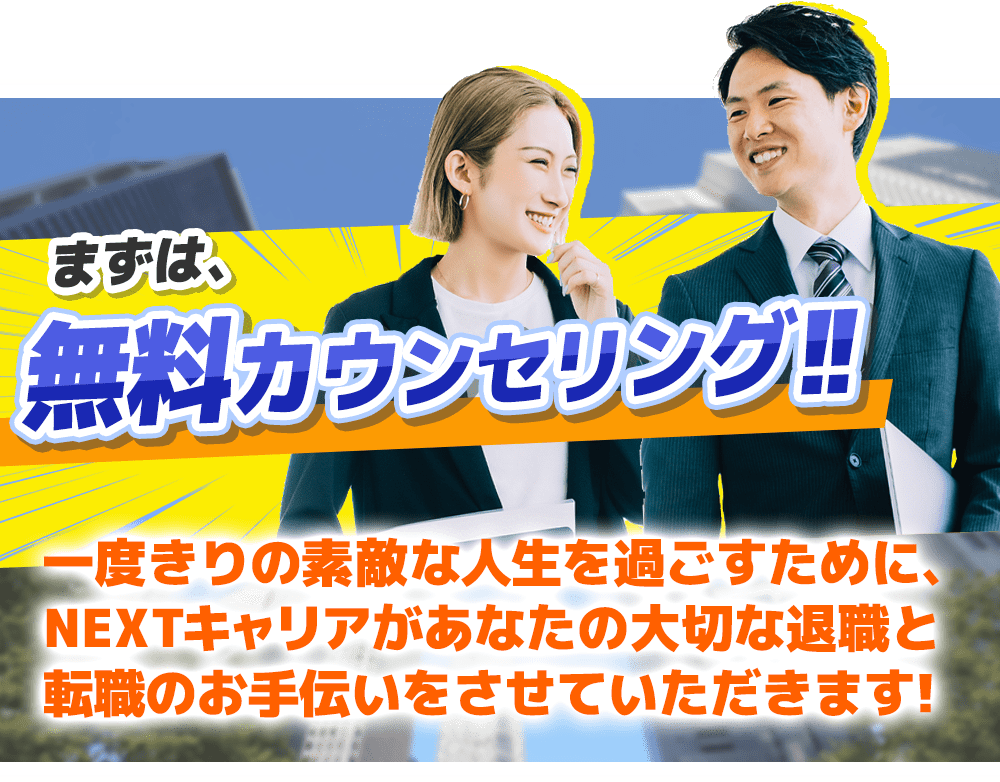 まずは、
無料カウンセリング!!
一度きりの素敵な人生を過ごすために、
NEXTキャリアがあなたの大切な退職と
転職のお手伝いをさせていただきます!